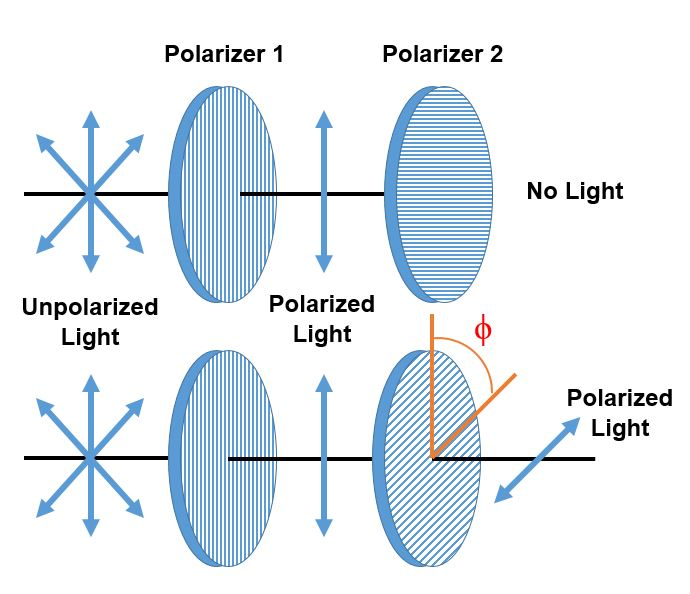 Polarizer 1
Polarizer 2
No Light
Unpolarized
Light
Polarized
Light
ϕ
Polarized
Light